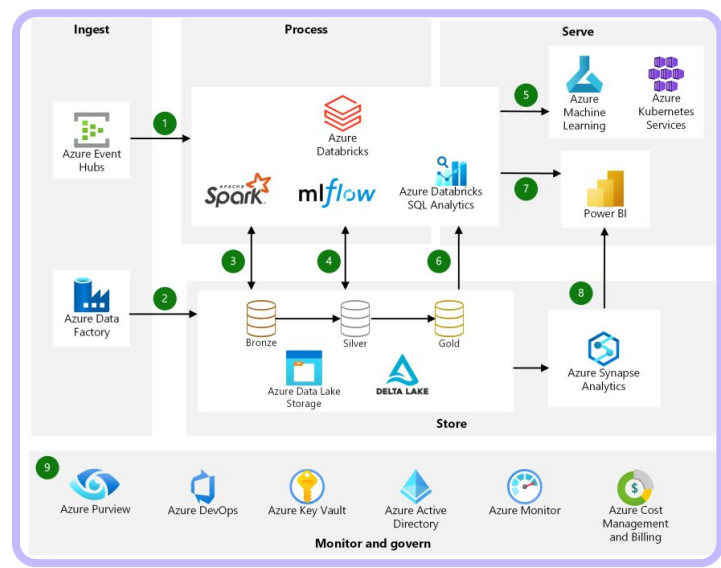 Ingest
Process
Serve
Azure Event
Hubs
1
Azure
Databricks
APACHE
Spark
mlflow
Azure Databricks
SQL Analytics
5
Azure
Machine
Learning
Azure
Kubernetes
Services
7
Power BI
3
4
6
Azure Data
Factory
2
Bronze
Silver
Gold
Azure Data Lake
Storage
DELTA LAKE
8
Azure Synapse
Analytics
Store
9
Azure Purview
Azure DevOps
Azure Key Vault
Azure Active
Directory
Azure Monitor
$
Azure Cost
Management
and Billing
Monitor and govern